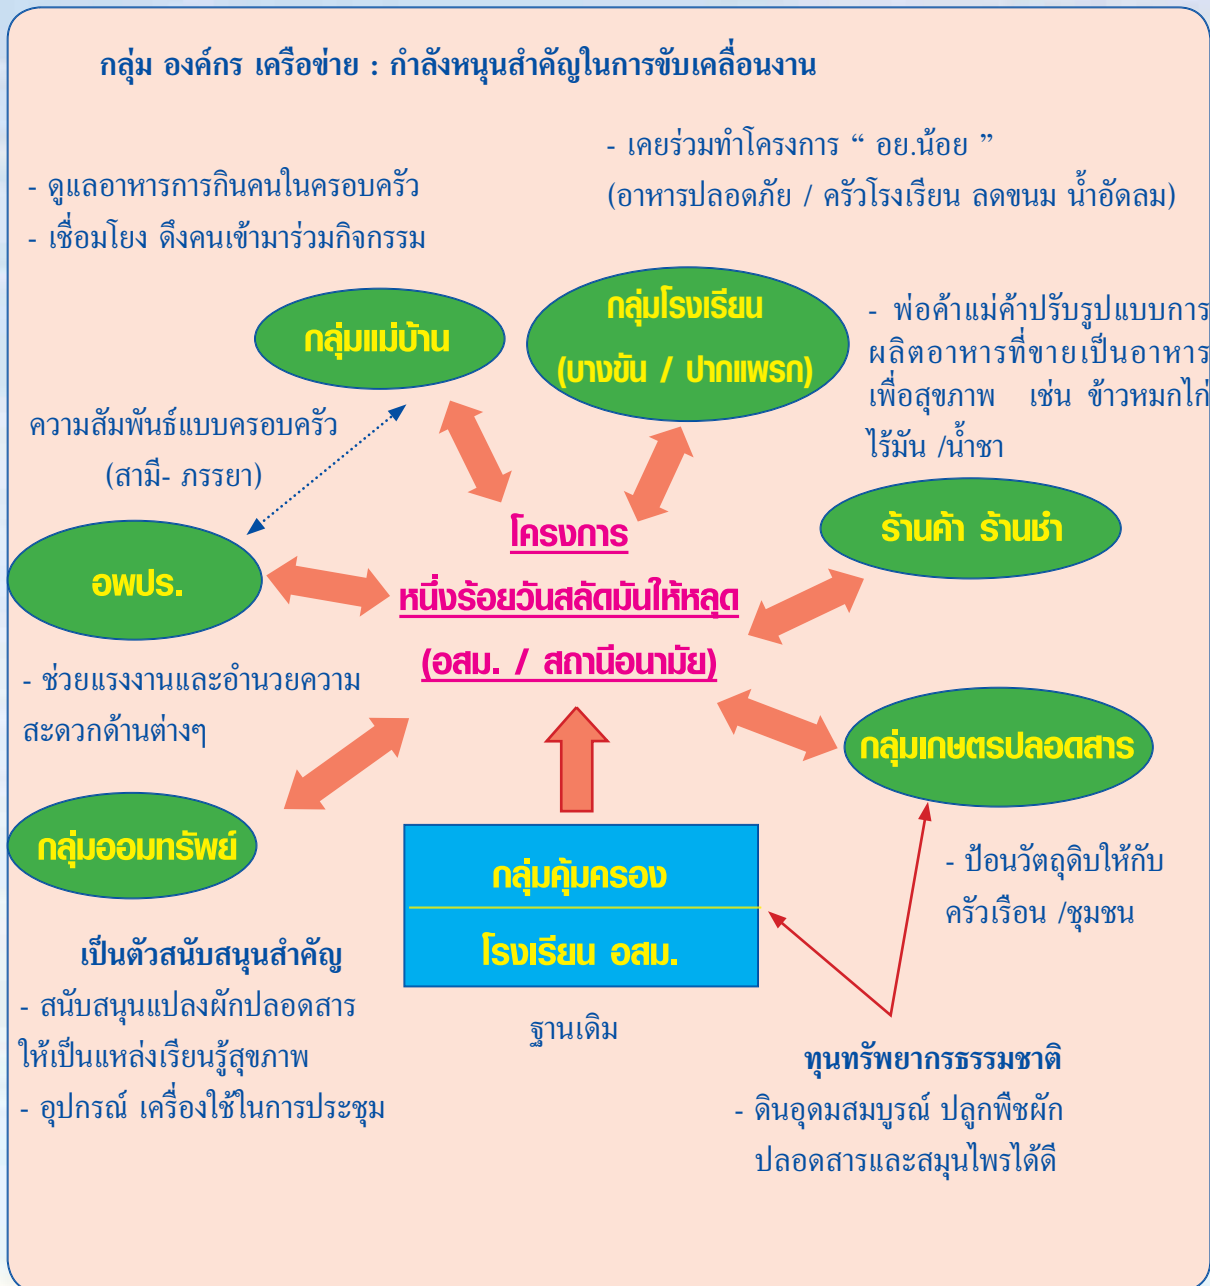 กลุ่ม องค์กร เครือข่าย : กำลังหนุนสำคัญในการขับเคลื่อนงาน
- เคยร่วมทำโครงการ “ อย.น้อย ”
(อาหารปลอดภัย / ครัวโรงเรียน ลดขนม น้ำอัดลม)
- ดูแลอาหารการกินคนในครอบครัว
- เชื่อมโยง ดึงคนเข้ามาร่วมกิจกรรม
กลุ่มแม่บ้าน
กลุ่มโรงเรียน
(บางขัน / ปากแพรก)
- พ่อค้าแม่ค้าปรับรูปแบบการ
ผลิตอาหารที่ขายเป็นอาหาร
เพื่อสุขภาพ เช่น ข้าวหมกไก่
ไร้มัน /น้ำชา
ความสัมพันธ์แบบครอบครัว
(สามี- ภรรยา)
ร้านค้า ร้านชำ
อพปร.
โครงการ
หนึ่งร้อยวันสลัดมันให้หลุด
(อสม. / สถานีอนามัย)
- ช่วยแรงงานและอำนวยความ
สะดวกด้านต่างๆ
กลุ่มเกษตรปลอดสาร
กลุ่มออมทรัพย์
กลุ่มคุ้มครอง
โรงเรียน อสม.
- ป้อนวัตถุดิบให้กับ
ครัวเรือน /ชุมชน
เป็นตัวสนับสนุนสำคัญ
- สนับสนุนแปลงผักปลอดสาร
ให้เป็นแหล่งเรียนรู้สุขภาพ
- อุปกรณ์ เครื่องใช้ในการประชุม
ฐานเดิม
ทุนทรัพยากรธรรมชาติ
- ดินอุดมสมบูรณ์ ปลูกพืชผัก
ปลอดสารและสมุนไพรได้ดี